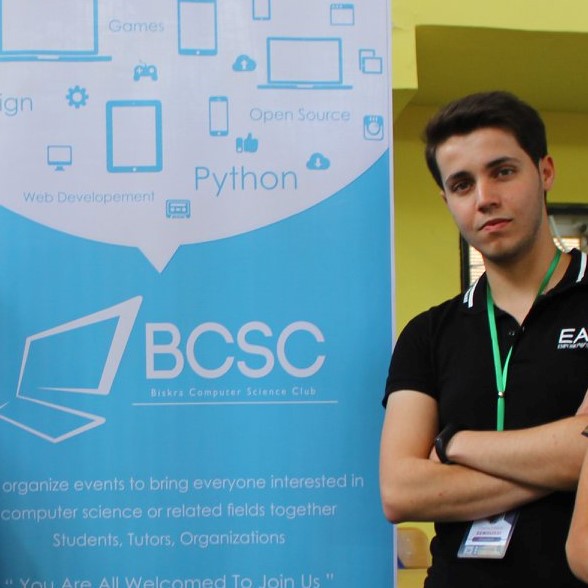 Games
ign
Open Source
Python
Web Developement
BCSC
Biskra Computer Science Club
organize events to bring everyone interested in
computer science or related fields together
Students, Tutors, Organizations
" You Are All Welcomed To Join Us "
EA